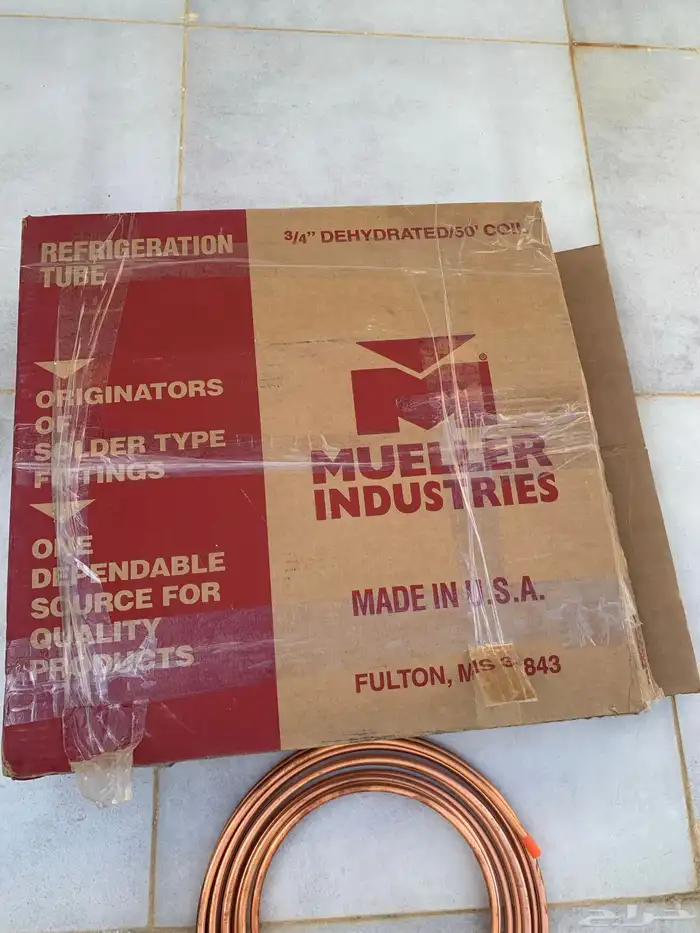 REFRIGERATION
TUBE
ORIGINATORS
OF
SOLDER TYPE
FITTINGS
ONE
DEPENDABLE
SOURCE FOR
QUALITY
PRODUCTS
3/4" DEHYDRATED/50' COIL
®
MUELLER
INDUSTRIES
MADE IN U.S.A.
FULTON, MS 843
حراج